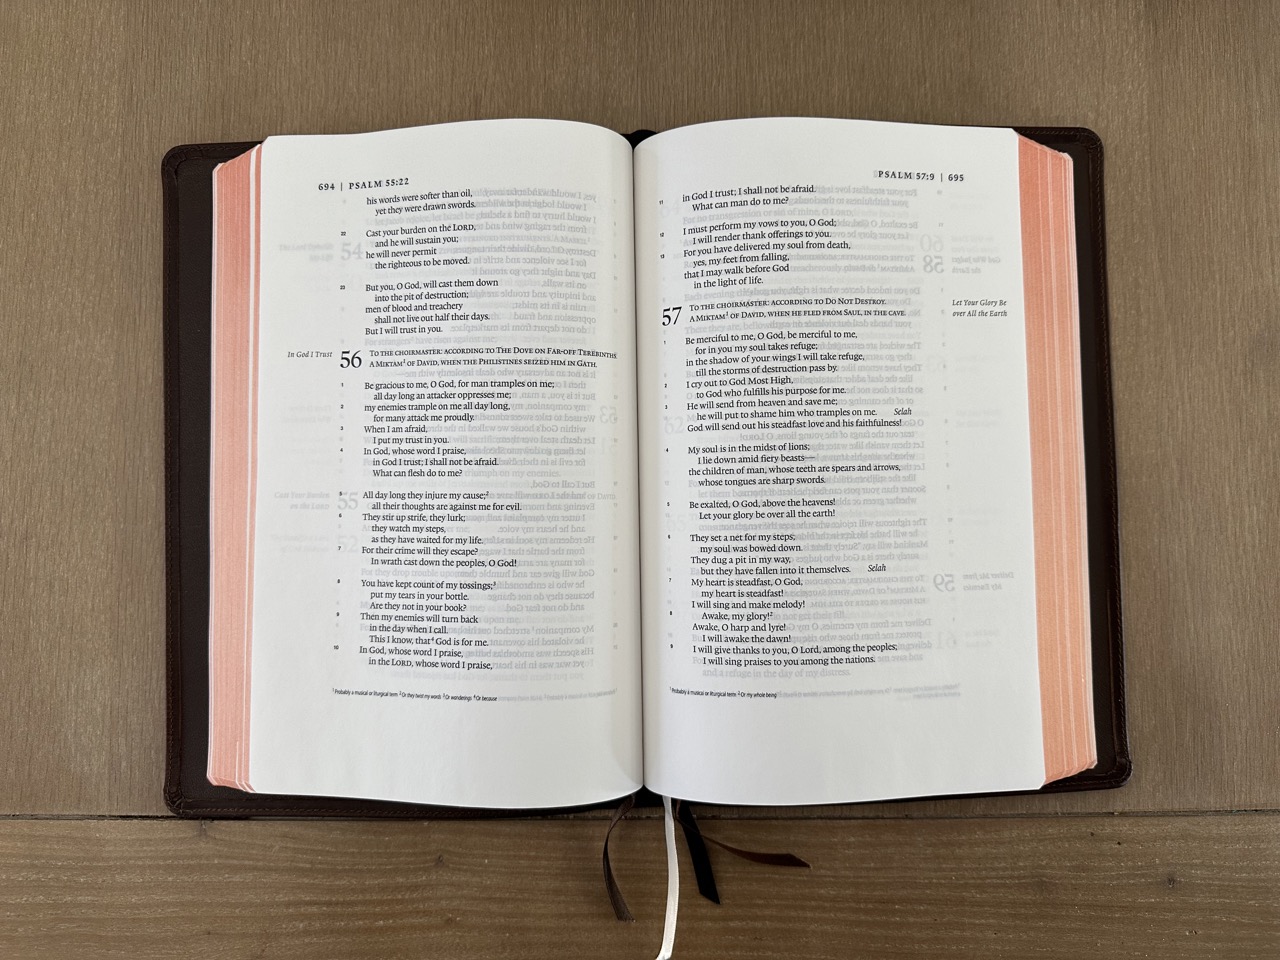 694 | PSALM 55:22
his words were softer than oil,
yet they were drawn swords.
22 Cast your burden on the LORD,
and he will sustain you;
he will never permit
the righteous to be moved.
23 But you, O God, will cast them down
into the pit of destruction;
men of blood and treachery
shall not live out half their days.
But I will trust in you.
In God I Trust
56 TO THE CHOIRMASTER: ACCORDING TO THE DOVE ON FAR-OFF TEREBINTHS.
A MIKTAM¹ OF DAVID, WHEN THE PHILISTINES SEIZED HIM IN GATH.
1 Be gracious to me, O God, for man tramples on me;
all day long an attacker oppresses me;
2 my enemies trample on me all day long,
for many attack me proudly.
3 When I am afraid,
I put my trust in you.
4 In God, whose word I praise,
in God I trust; I shall not be afraid.
What can flesh do to me?
5 All day long they injure my cause;²
all their thoughts are against me for evil.
6 They stir up strife, they lurk;
they watch my steps,
as they have waited for my life.
7 For their crime will they escape?
In wrath cast down the peoples, O God!
8 You have kept count of my tossings;³
put my tears in your bottle.
Are they not in your book?
9 Then my enemies will turn back
in the day when I call.
This I know, that⁴ God is for me.
10 In God, whose word I praise,
in the LORD, whose word I praise,
¹ Probably a musical or liturgical term ² Or they twist my words ³ Or wanderings ⁴ Or because
PSALM 57:9 | 695
11 in God I trust; I shall not be afraid.
What can man do to me?
12 I must perform my vows to you, O God;
I will render thank offerings to you.
13 For you have delivered my soul from death,
yes, my feet from falling,
that I may walk before God
in the light of life.
57 TO THE CHOIRMASTER: ACCORDING TO DO NOT DESTROY.
A MIKTAM¹ OF DAVID, WHEN HE FLED FROM SAUL, IN THE CAVE.
Let Your Glory Be
over All the Earth
1 Be merciful to me, O God, be merciful to me,
for in you my soul takes refuge;
in the shadow of your wings I will take refuge,
till the storms of destruction pass by.
2 I cry out to God Most High,
to God who fulfills his purpose for me.
3 He will send from heaven and save me;
he will put to shame him who tramples on me. Selah
God will send out his steadfast love and his faithfulness!
4 My soul is in the midst of lions;
I lie down amid fiery beasts—
the children of man, whose teeth are spears and arrows,
whose tongues are sharp swords.
5 Be exalted, O God, above the heavens!
Let your glory be over all the earth!
6 They set a net for my steps;
my soul was bowed down.
They dug a pit in my way,
but they have fallen into it themselves. Selah
7 My heart is steadfast, O God,
my heart is steadfast!
I will sing and make melody!
8 Awake, my glory!²
Awake, O harp and lyre!
I will awake the dawn!
9 I will give thanks to you, O Lord, among the peoples;
I will sing praises to you among the nations.
¹ Probably a musical or liturgical term ² Or my whole being